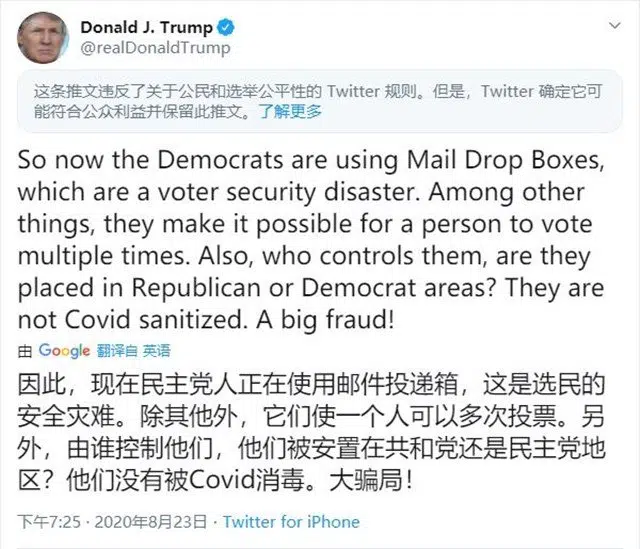 Donald J. Trump
@realDonaldTrump
这条推文违反了关于公民和选举公平性的 Twitter 规则。但是，Twitter 确定它可
能符合公众利益并保留此推文。了解更多
So now the Democrats are using Mail Drop Boxes,
which are a voter security disaster. Among other
things, they make it possible for a person to vote
multiple times. Also, who controls them, are they
placed in Republican or Democrat areas? They are
not Covid sanitized. A big fraud!
由 Google 翻译自 英语
因此，现在民主党人正在使用邮件投递箱，这是选民的
安全灾难。除其他外，它们使一个人可以多次投票。另
外，由谁控制他们，他们被安置在共和党还是民主党地
区？他们没有被Covid消毒。大骗局！
下午7:25 · 2020年8月23日 · Twitter for iPhone